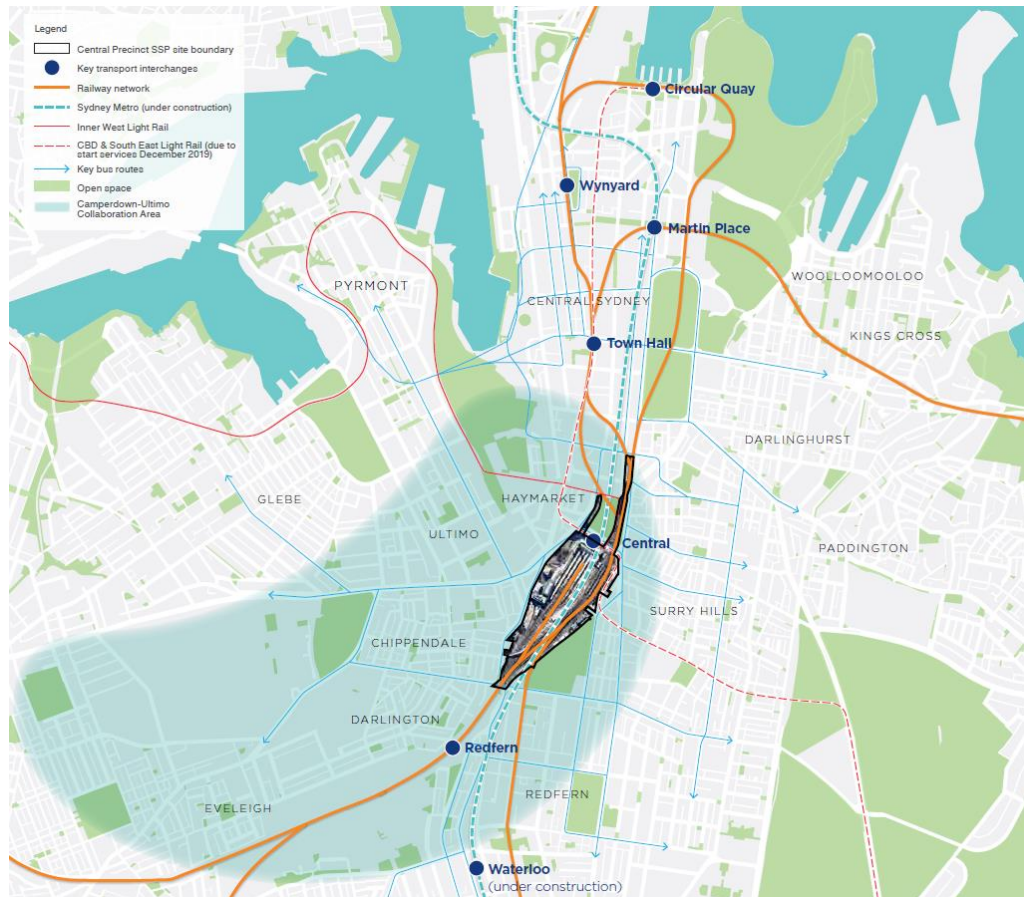 Legend
Central Precinct SSP site boundary
Key transport interchanges
Railway network
Sydney Metro (under construction)
Inner West Light Rail
CBD & South East Light Rail (due to
start services December 2019)
Key bus routes
Open space
Camperdown-Ultimo
Collaboration Area
Circular Quay
Wynyard
Martin Place
WOOLLOOMOOLOO
PYRMONT
CENTRAL SYDNEY
KINGS CROSS
Town Hall
DARLINGHURST
GLEBE
HAYMARKET
ULTIMO
Central
PADDINGTON
SURRY HILLS
CHIPPENDALE
DARLINGTON
Redfern
REDFERN
EVELEIGH
Waterloo
(under construction)